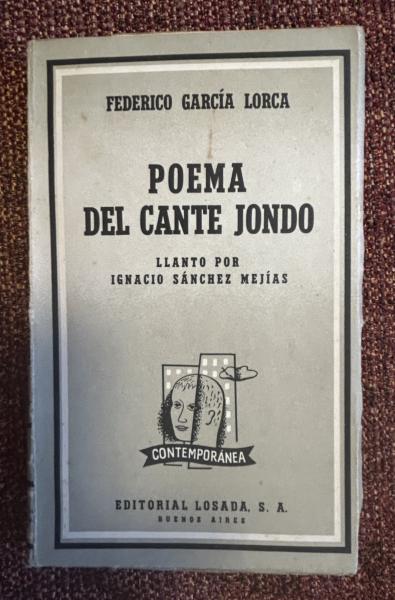 FEDERICO GARCÍA LORCA
POEMA
DEL CANTE JONDO
LLANTO POR
IGNACIO SÁNCHEZ MEJÍAS
CONTEMPORÁNEA
EDITORIAL LOSADA, S. A.
BUENOS AIRES